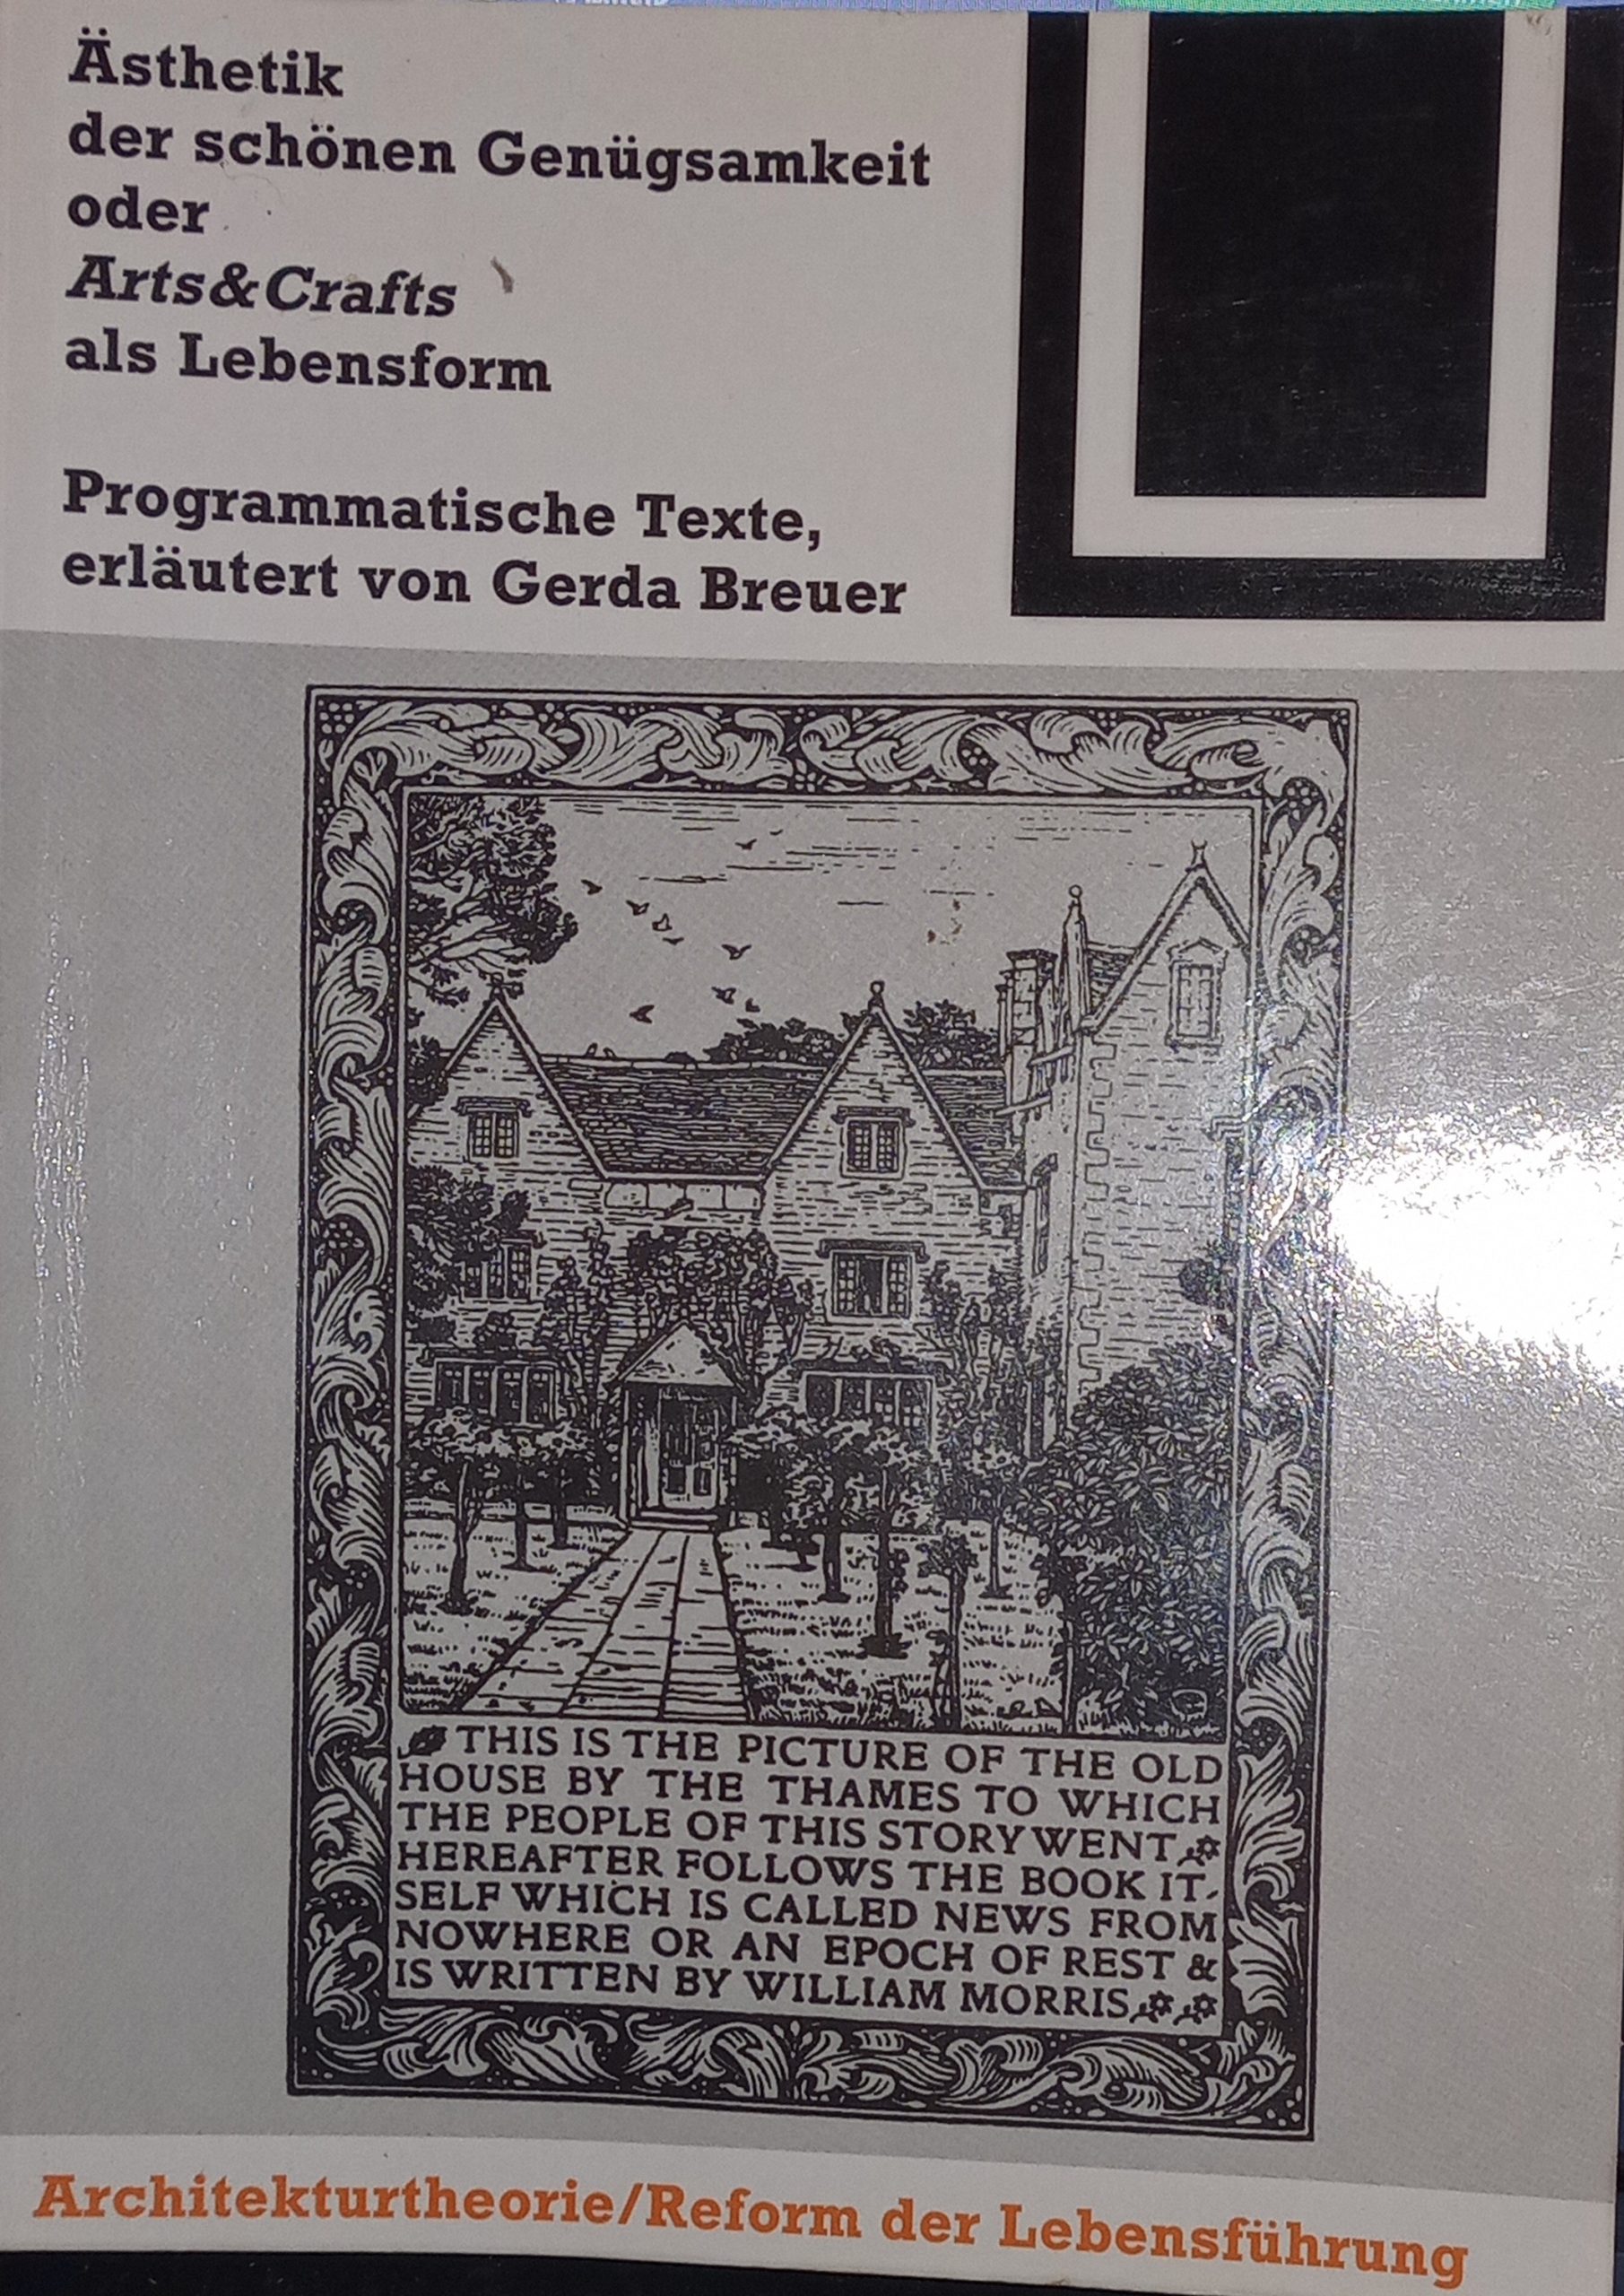 Ästhetik
der schönen Genügsamkeit
oder
Arts&Crafts
als Lebensform
Programmatische Texte,
erläutert von Gerda Breuer
THIS IS THE PICTURE OF THE OLD
HOUSE BY THE THAMES TO WHICH
THE PEOPLE OF THIS STORY WENT
HEREAFTER FOLLOWS THE BOOK IT-
SELF WHICH IS CALLED NEWS FROM
NOWHERE OR AN EPOCH OF REST &
IS WRITTEN BY WILLIAM MORRIS
Architekturtheorie/Reform der Lebensführung